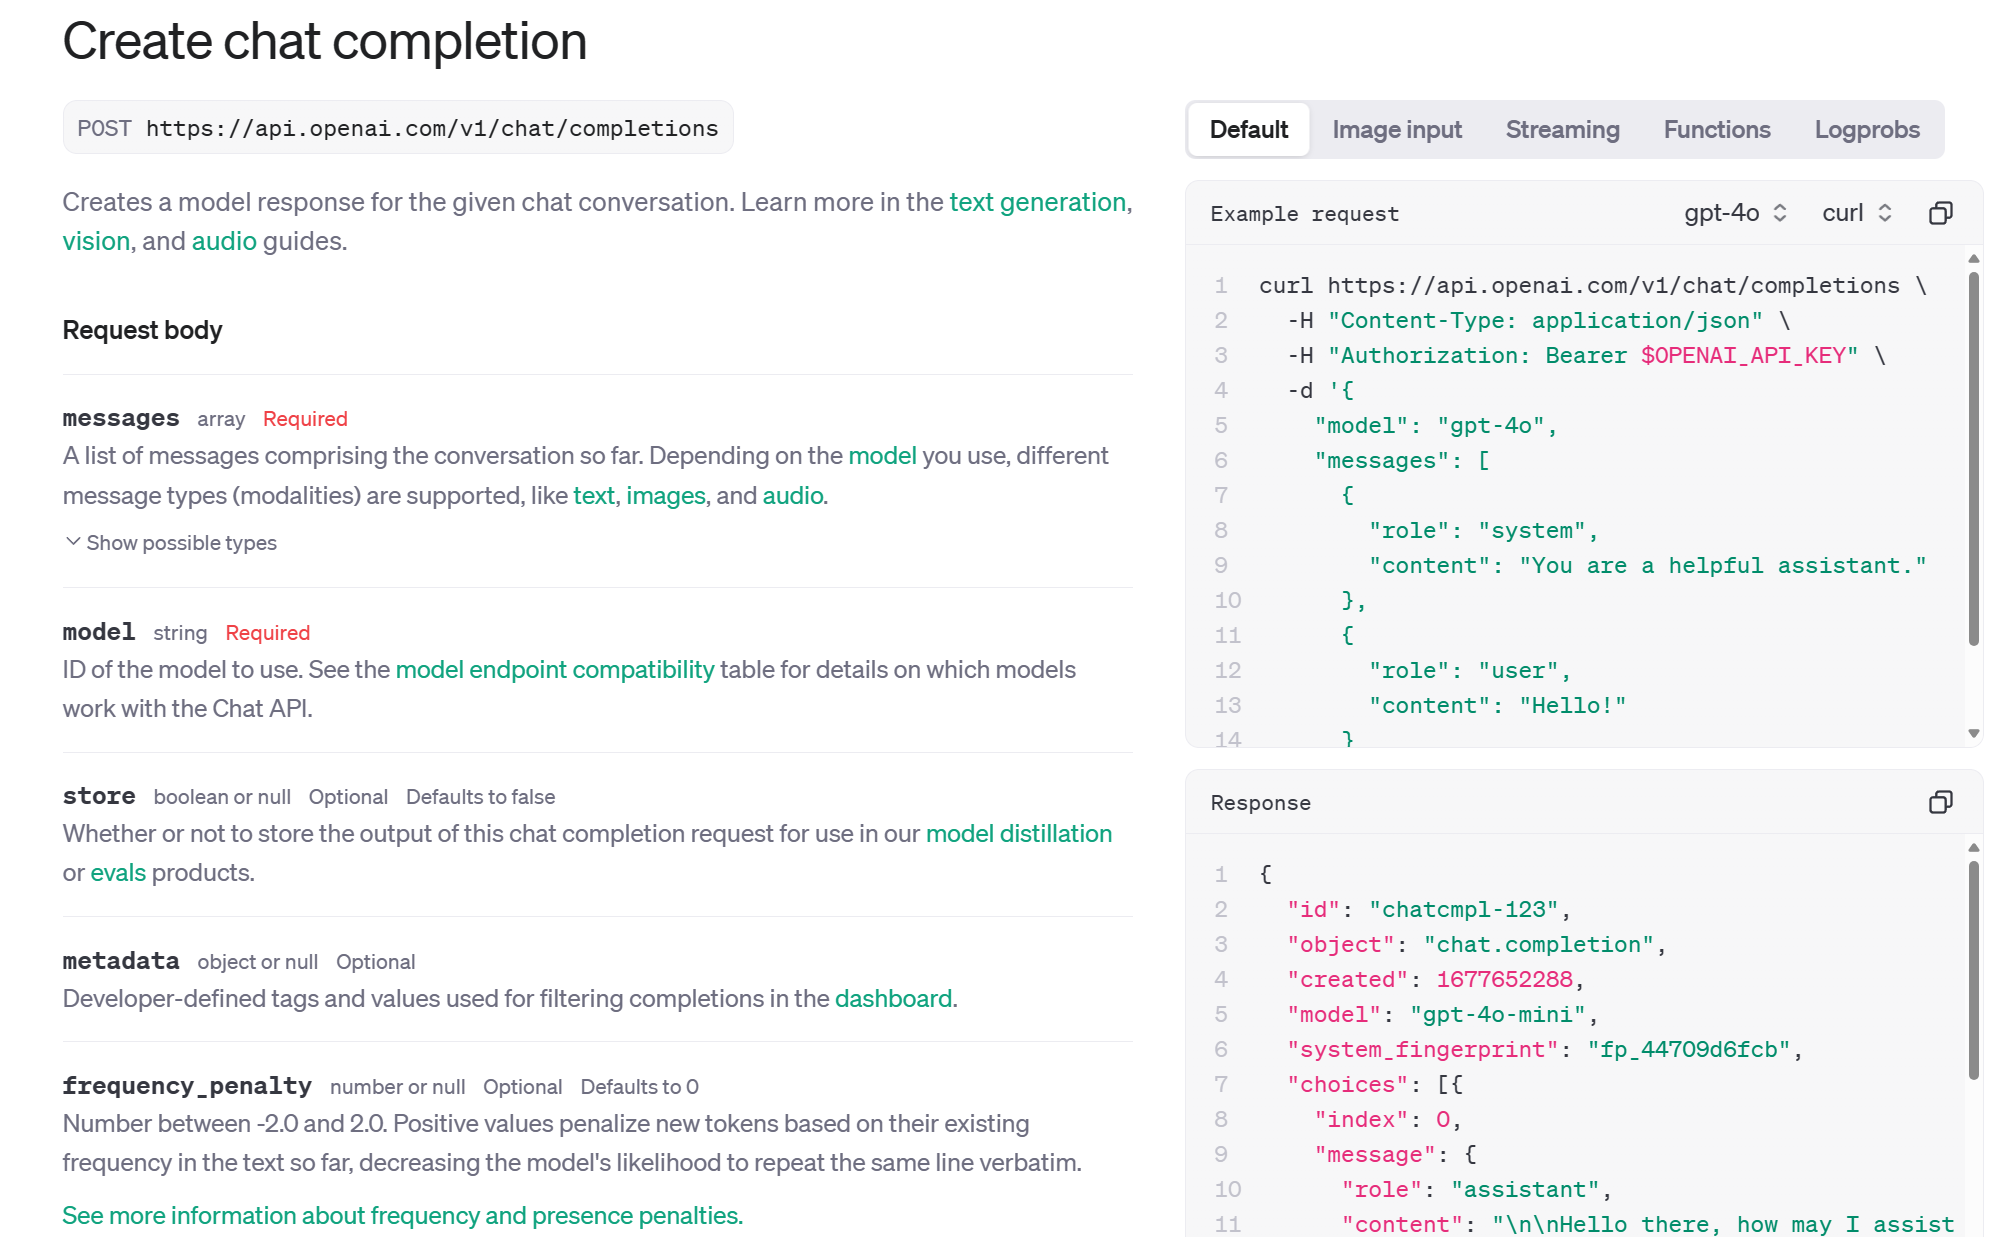 Create chat completion
POST https://api.openai.com/v1/chat/completions
Creates a model response for the given chat conversation. Learn more in the text generation,
vision, and audio guides.
Request body
messages array Required
A list of messages comprising the conversation so far. Depending on the model you use, different
message types (modalities) are supported, like text, images, and audio.
Show possible types
model string Required
ID of the model to use. See the model endpoint compatibility table for details on which models
work with the Chat API.
store boolean or null Optional Defaults to false
Whether or not to store the output of this chat completion request for use in our model distillation
or evals products.
metadata object or null Optional
Developer-defined tags and values used for filtering completions in the dashboard.
frequency_penalty number or null Optional Defaults to 0
Number between -2.0 and 2.0. Positive values penalize new tokens based on their existing
frequency in the text so far, decreasing the model's likelihood to repeat the same line verbatim.
See more information about frequency and presence penalties.
Default Image input Streaming Functions Logprobs
Example request gpt-4o curl
1 curl https://api.openai.com/v1/chat/completions \
2 -H "Content-Type: application/json" \
3 -H "Authorization: Bearer $OPENAI_API_KEY" \
4 -d '{
5 "model": "gpt-4o",
6 "messages": [
7 {
8 "role": "system",
9 "content": "You are a helpful assistant."
10 },
11 {
12 "role": "user",
13 "content": "Hello!"
14 }
Response
1 {
2 "id": "chatcmpl-123",
3 "object": "chat.completion",
4 "created": 1677652288,
5 "model": "gpt-4o-mini",
6 "system_fingerprint": "fp_44709d6fcb",
7 "choices": [{
8 "index": 0,
9 "message": {
10 "role": "assistant",
11 "content": "\n\nHello there, how may I assist